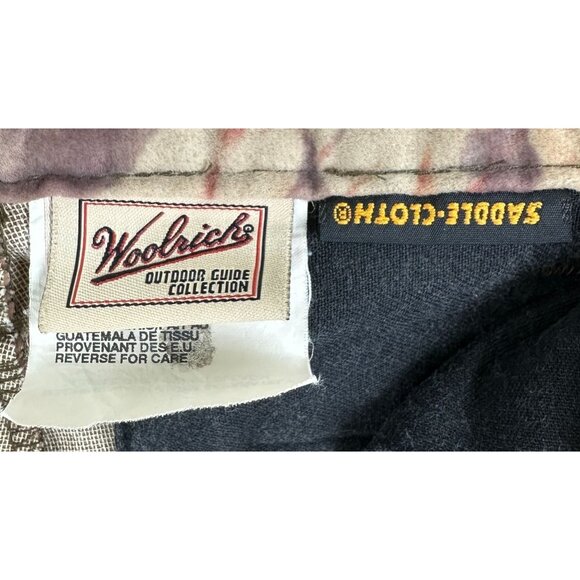 Woolrich®
OUTDOOR GUIDE
COLLECTION
GUATEMALA DE TISSU
PROVENANT DES E.U.
REVERSE FOR CARE
SADDLE-CLOTH®